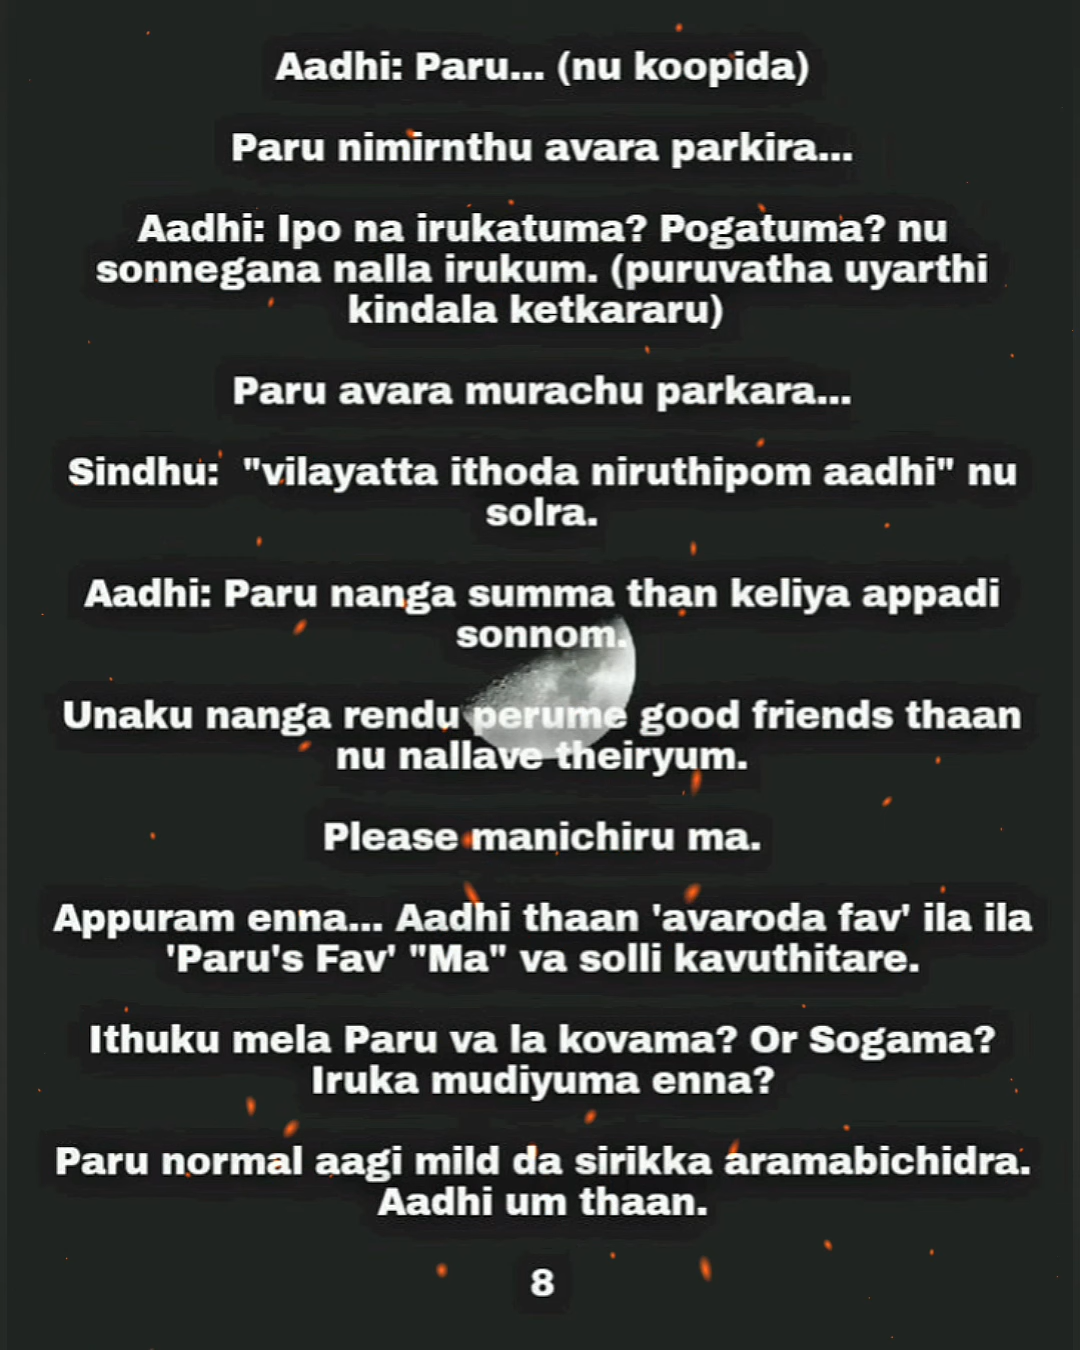 Aadhi: Paru... (nu koopida)
Paru nimirnthu avara parkira...
Aadhi: Ipo na irukatuma? Pogatuma? nu
sonnegana nalla irukum. (puruvatha uyarthi
kindala ketkararu)
Paru avara murachu parkara...
Sindhu:  "vilayatta ithoda niruthipom aadhi" nu
solra.
Aadhi: Paru nanga summa than keliya appadi
sonnom.
Unaku nanga rendu perume good friends thaan
nu nallave theiryum.
Please manichiru ma.
Appuram enna... Aadhi thaan 'avaroda fav' ila ila
'Paru's Fav' "Ma" va solli kavuthitare.
Ithuku mela Paru va la kovama? Or Sogama?
Iruka mudiyuma enna?
Paru normal aagi mild da sirikka aramabichidra.
Aadhi um thaan.
8